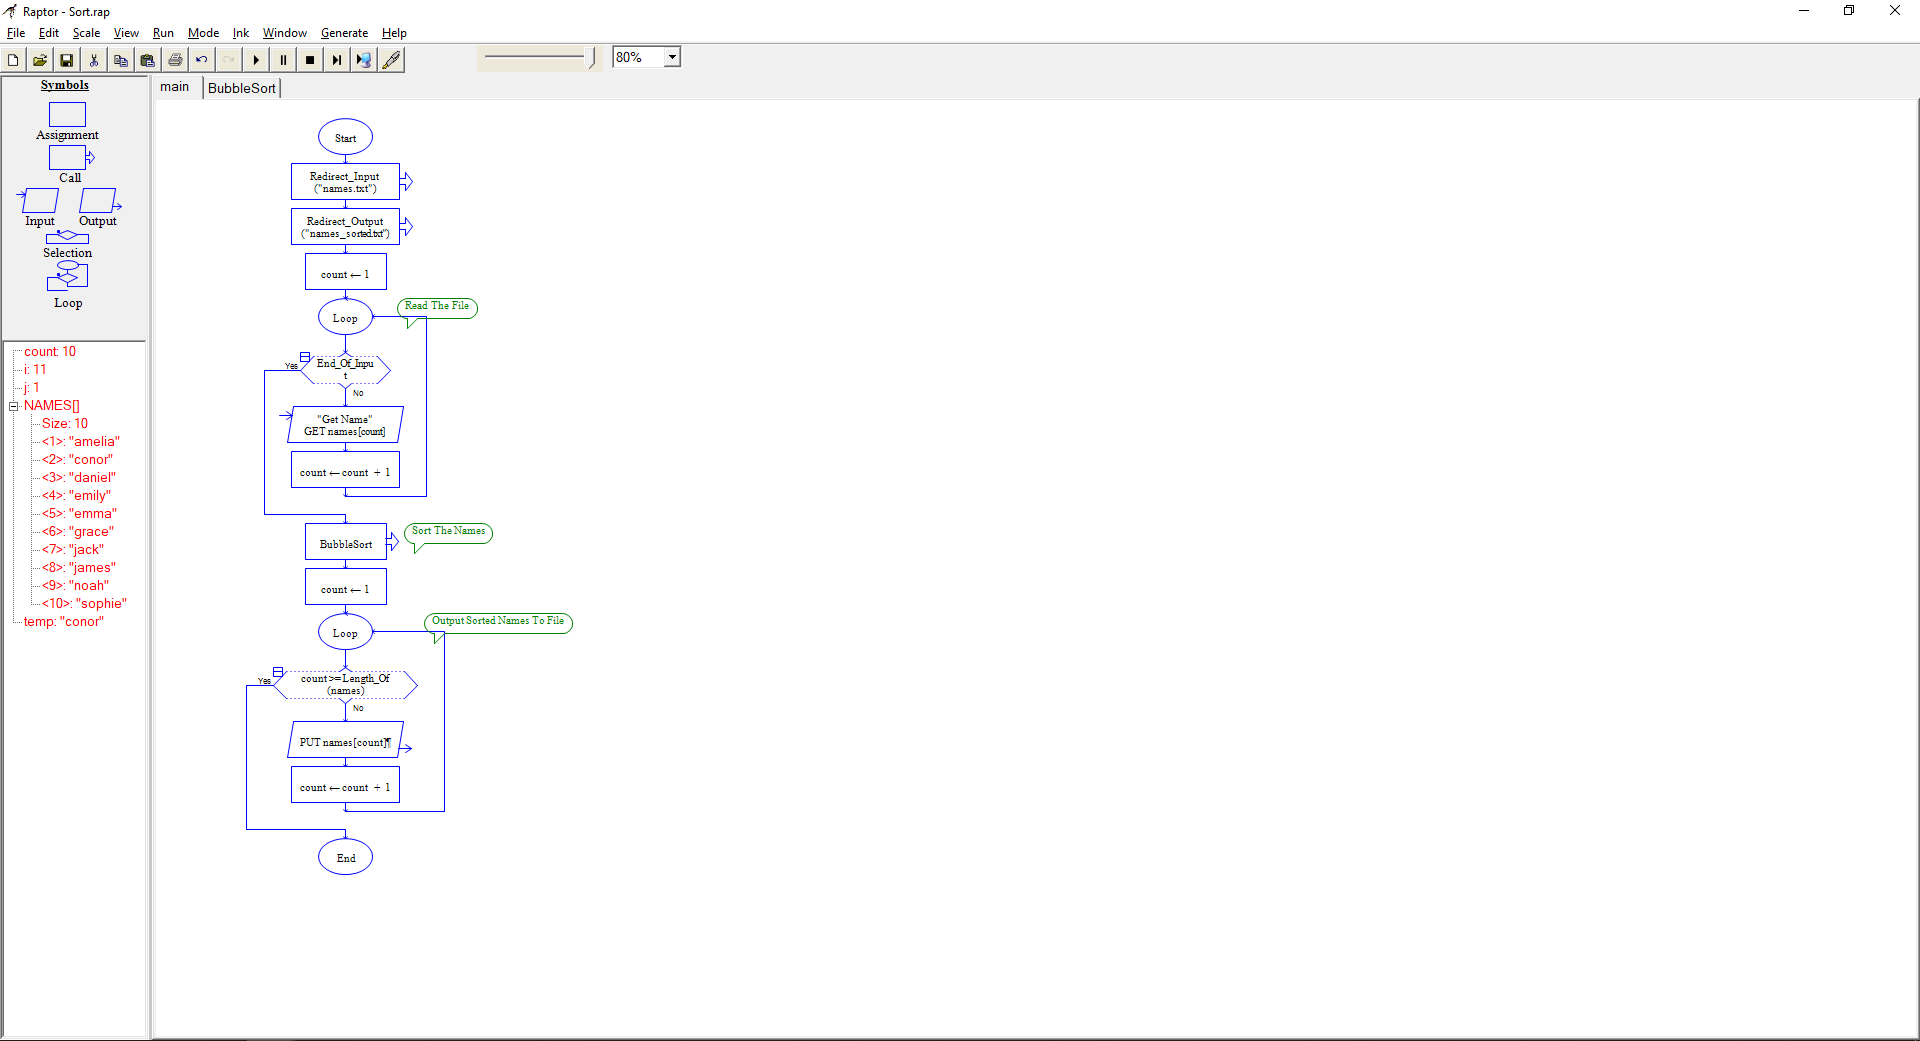 Raptor - Sort.rap
File Edit Scale View Run Mode Ink Window Generate Help
80%
Symbols
Assignment
Call
Input Output
Selection
Loop
main BubbleSort
count: 10
i: 11
j: 1
NAMES[]
Size: 10
<1>: "amelia"
<2>: "conor"
<3>: "daniel"
<4>: "emily"
<5>: "emma"
<6>: "grace"
<7>: "jack"
<8>: "james"
<9>: "noah"
<10>: "sophie"
temp: "conor"
Start
Redirect_Input
("names.txt")
Redirect_Output
("names_sorted.txt")
count ← 1
Read The File
Loop
Yes
End_Of_Inpu
t
No
"Get Name"
GET names[count]
count ← count + 1
Sort The Names
BubbleSort
count ← 1
Output Sorted Names To File
Loop
Yes
count >= Length_Of
(names)
No
PUT names[count]¶
count ← count + 1
End